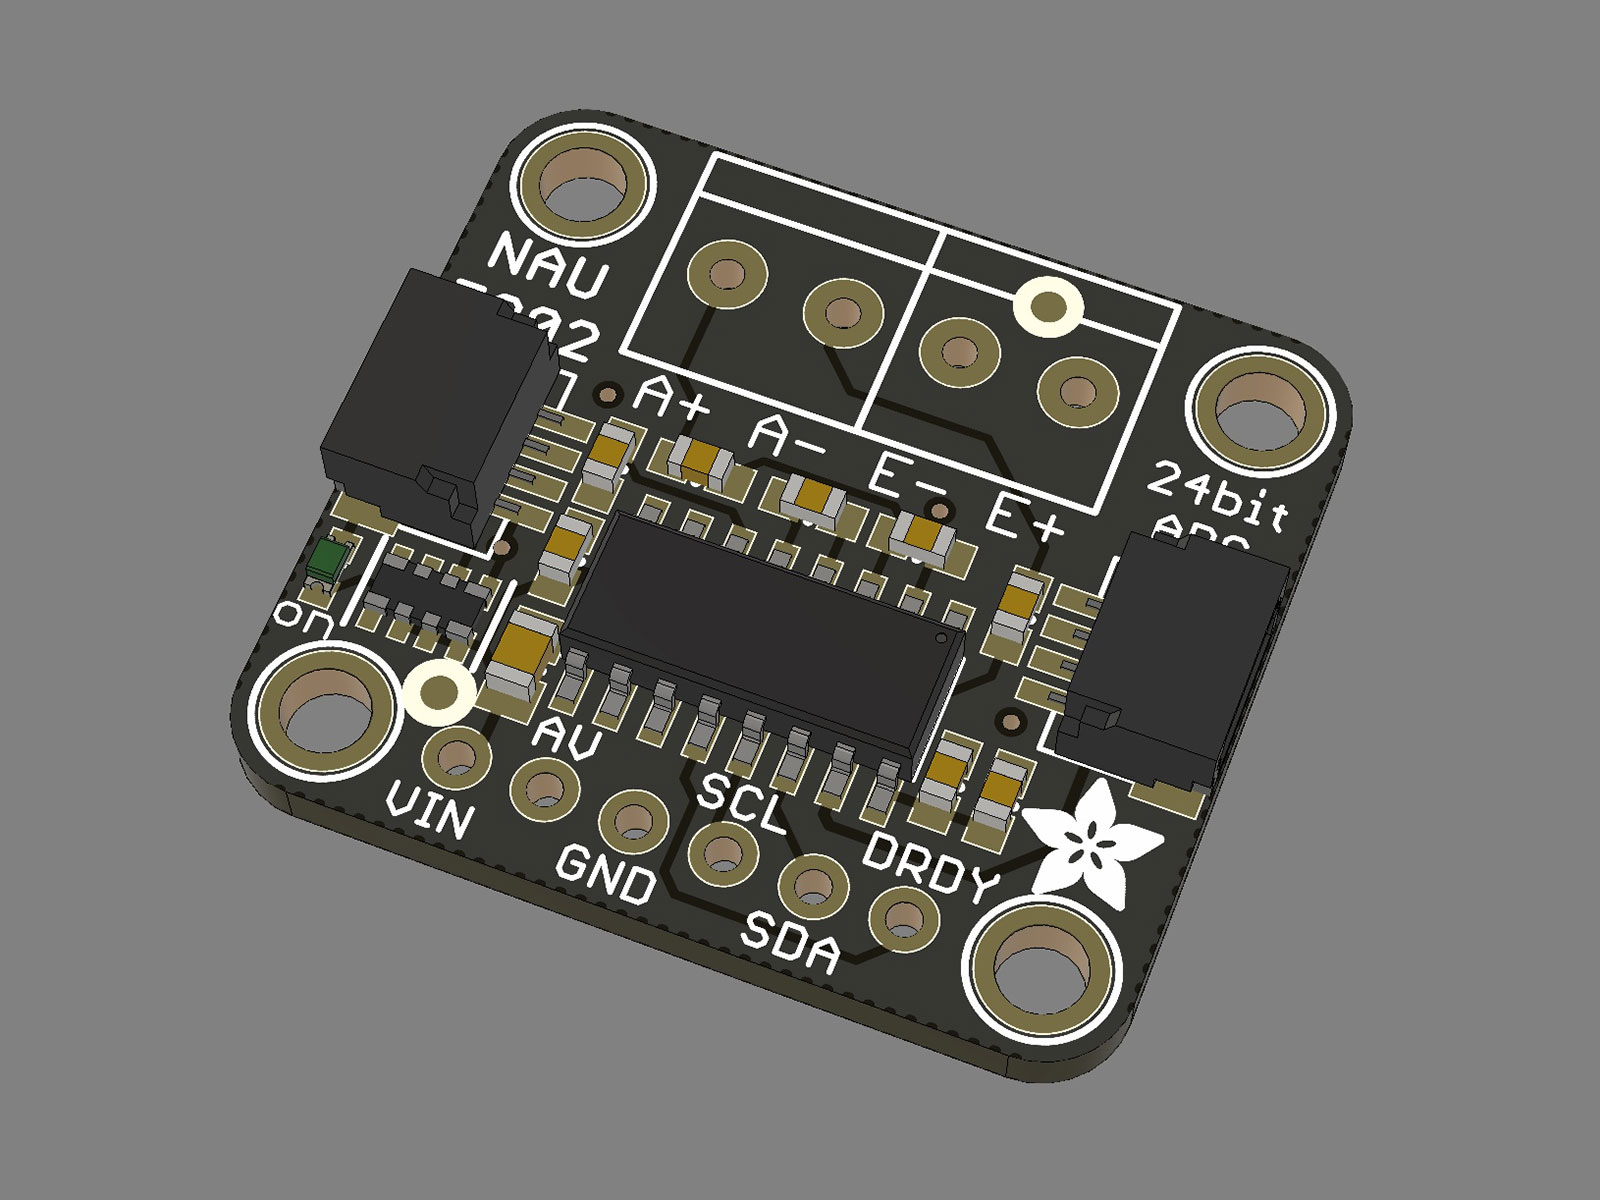 NAU
A+
A-
E-
E+
24bit
on
VIN
AV
GND
SCL
SDA
DRDY